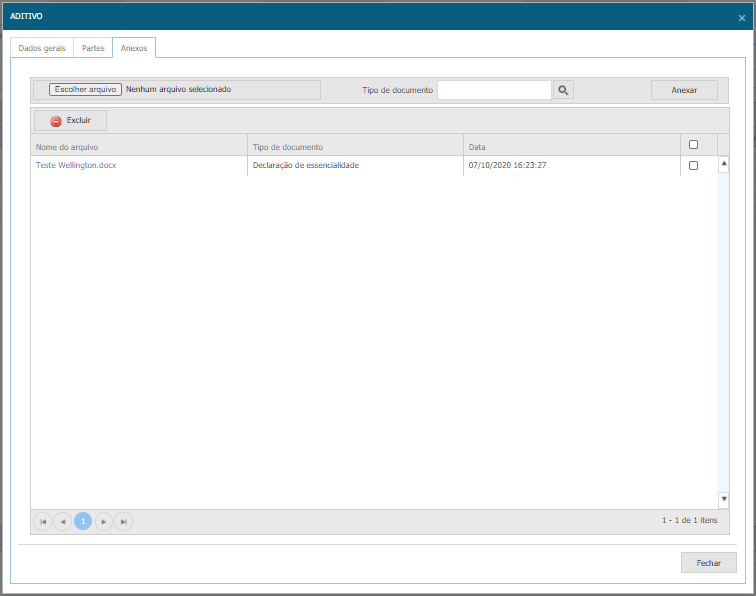 ADITIVO
Dados gerais Partes Anexos
Escolher arquivo Nenhum arquivo selecionado Tipo de documento Anexar
Excluir
Nome do arquivo Tipo de documento Data
Teste Wellington.docx Declaração de essencialidade 07/10/2020 16:23:27
1 1 - 1 de 1 itens
Fechar